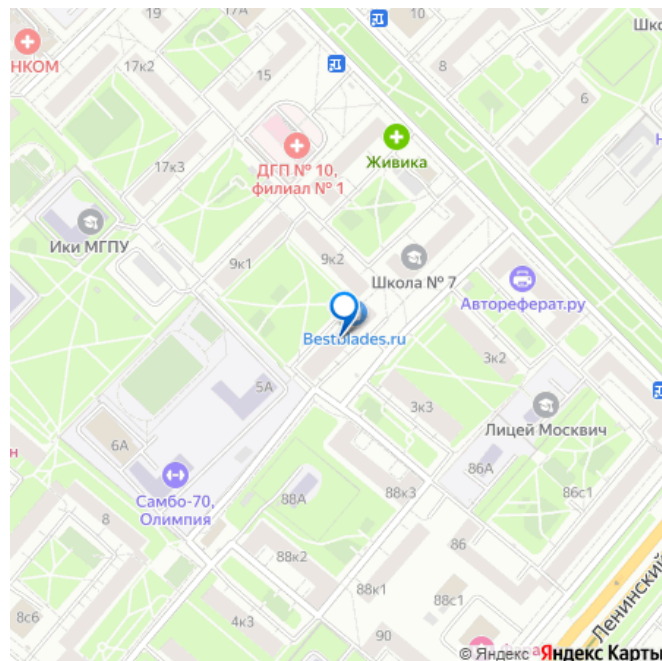 19
17А
10
Шко
НКОМ
17к2
15
8
6
Живика
ДГП № 10,
филиал № 1
17к3
Ики МГПУ
9к1
9к2
Школа № 7
Автореферат.ру
Bestblades.ru
3к2
5А
3к3
Лицей Москвич
6А
н
86А
86с1
Самбо-70,
Олимпия
88А
88к3
8
86
88к2
88к1
88с1
Ленинский
8с6
4к3
90
© Яндекс Яндекс Карты